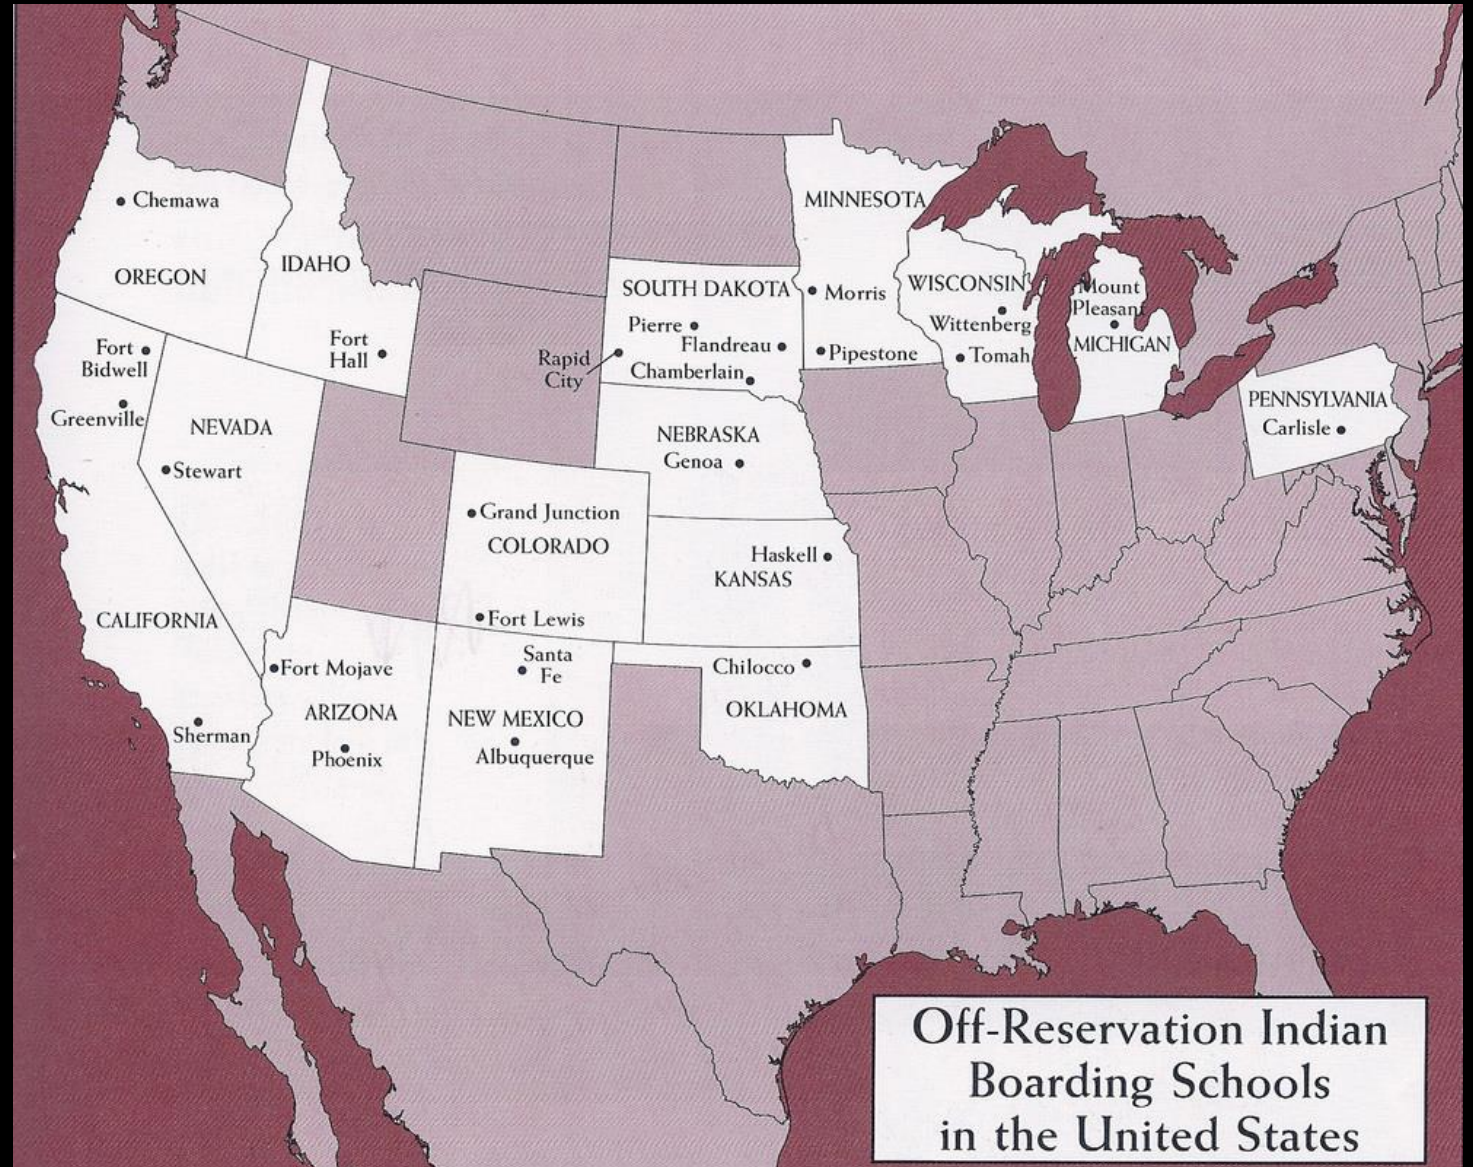 Chemawa
OREGON
IDAHO
Fort
Hall
Fort
Bidwell
Greenville
NEVADA
Stewart
CALIFORNIA
Sherman
Fort Mojave
ARIZONA
Phoenix
Grand Junction
COLORADO
Fort Lewis
Santa
Fe
NEW MEXICO
Albuquerque
SOUTH DAKOTA
Pierre
Flandreau
Rapid
City
Chamberlain
NEBRASKA
Genoa
Haskell
KANSAS
Chilocco
OKLAHOMA
MINNESOTA
Morris
Pipestone
WISCONSIN
Wittenberg
Tomah
Mount
Pleasant
MICHIGAN
PENNSYLVANIA
Carlisle
Off-Reservation Indian
Boarding Schools
in the United States